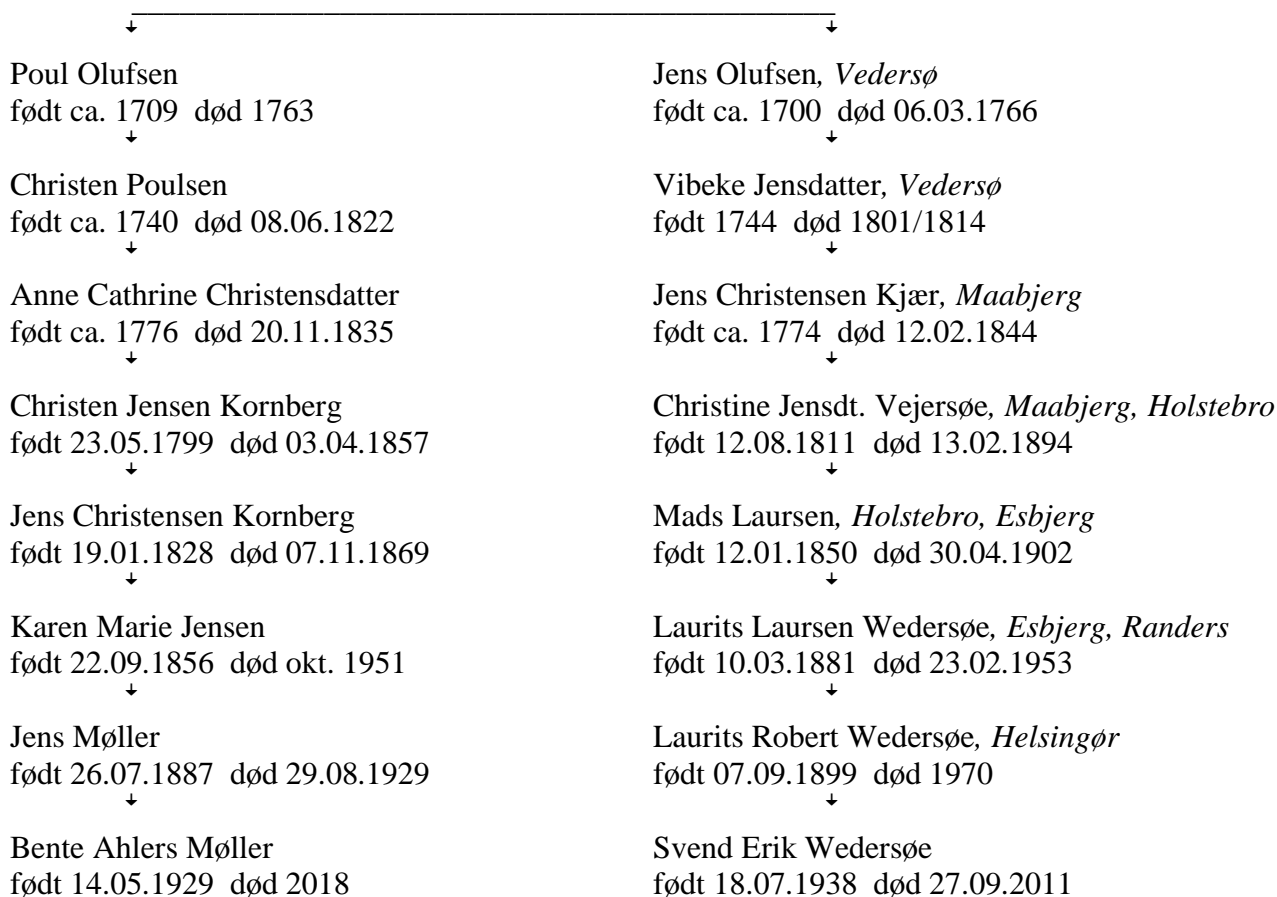 Poul Olufsen
født ca. 1709 død 1763
Christen Poulsen
født ca. 1740 død 08.06.1822
Anne Cathrine Christensdatter
født ca. 1776 død 20.11.1835
Christen Jensen Kornberg
født 23.05.1799 død 03.04.1857
Jens Christensen Kornberg
født 19.01.1828 død 07.11.1869
Karen Marie Jensen
født 22.09.1856 død okt. 1951
Jens Møller
født 26.07.1887 død 29.08.1929
Bente Ahlers Møller
født 14.05.1929 død 2018
Jens Olufsen, Vedersø
født ca. 1700 død 06.03.1766
Vibeke Jensdatter, Vedersø
født 1744 død 1801/1814
Jens Christensen Kjær, Maabjerg
født ca. 1774 død 12.02.1844
Christine Jensdt. Vejersøe, Maabjerg, Holstebro
født 12.08.1811 død 13.02.1894
Mads Laursen, Holstebro, Esbjerg
født 12.01.1850 død 30.04.1902
Laurits Laursen Wedersøe, Esbjerg, Randers
født 10.03.1881 død 23.02.1953
Laurits Robert Wedersøe, Helsingør
født 07.09.1899 død 1970
Svend Erik Wedersøe
født 18.07.1938 død 27.09.2011